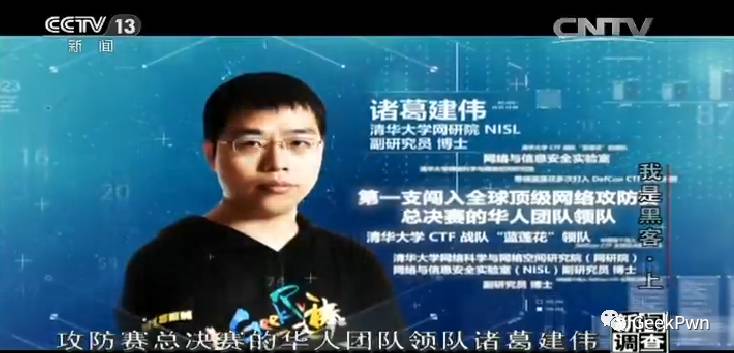 CCTV 13
新闻
CNTV
诸葛建伟
清华大学网研院 NISL
副研究员 博士
网络与信息安全实验室
第一支闯入全球顶级网络攻防
总决赛的华人团队领队
清华大学 CTF 战队“蓝莲花”领队
清华大学网络科学与网络空间研究院（网研院）
网络与信息安全实验室（NISL）副研究员 博士
副研究员 博士
我是黑客·上
调查
GeekPwn
攻防赛总决赛的华人团队领队诸葛建伟